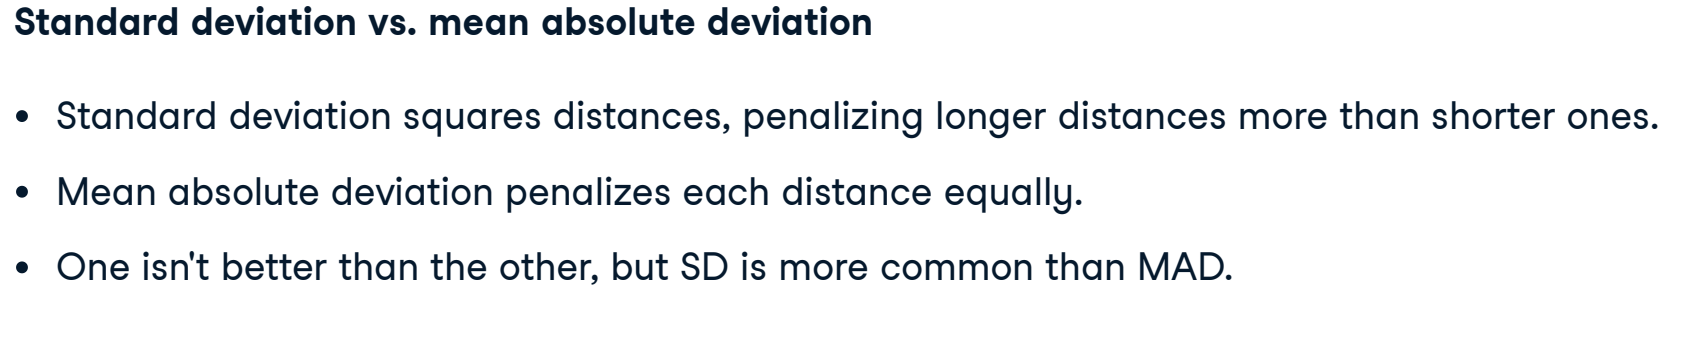 Standard deviation vs. mean absolute deviation
• Standard deviation squares distances, penalizing longer distances more than shorter ones.
• Mean absolute deviation penalizes each distance equally.
• One isn't better than the other, but SD is more common than MAD.